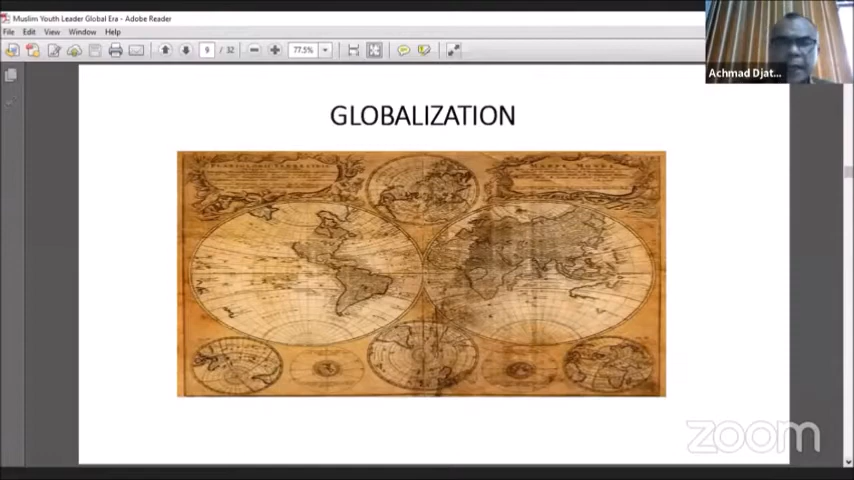 Muslim Youth Leader Global Era - Adobe Reader
File Edit View Window Help
9 / 32 77.5%
Achmad Djat...
GLOBALIZATION
zoom